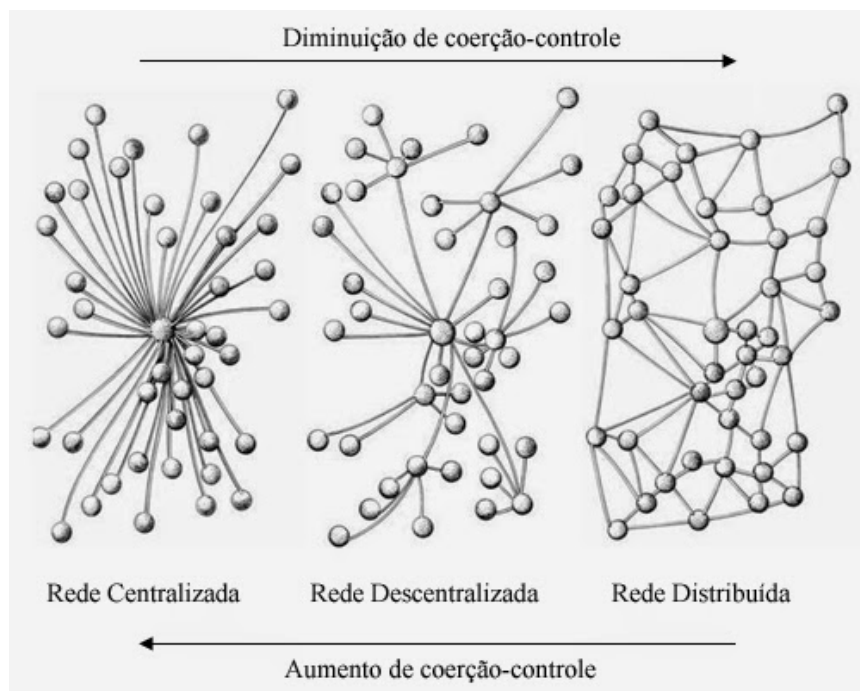 Diminuição de coerção-controle
Rede Centralizada
Rede Descentralizada
Rede Distribuída
Aumento de coerção-controle